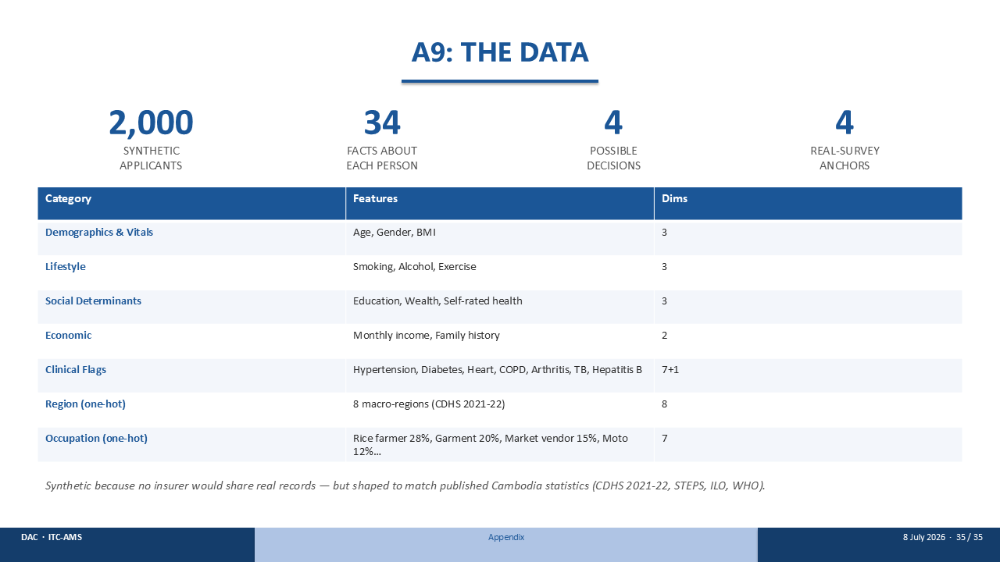 A9: THE DATA
2,000
SYNTHETIC
APPLICANTS
34
FACTS ABOUT
EACH PERSON
4
POSSIBLE
DECISIONS
4
REAL-SURVEY
ANCHORS
Category Features Dims
Demographics & Vitals Age, Gender, BMI 3
Lifestyle Smoking, Alcohol, Exercise 3
Social Determinants Education, Wealth, Self-rated health 3
Economic Monthly income, Family history 2
Clinical Flags Hypertension, Diabetes, Heart, COPD, Arthritis, TB, Hepatitis B 7+1
Region (one-hot) 8 macro-regions (CDHS 2021-22) 8
Occupation (one-hot) Rice farmer 28%, Garment 20%, Market vendor 15%, Moto 7
12%...
Synthetic because no insurer would share real records — but shaped to match published Cambodia statistics (CDHS 2021-22, STEPS, ILO, WHO).
DAC · ITC-AMS Appendix 8 July 2026 · 35 / 35